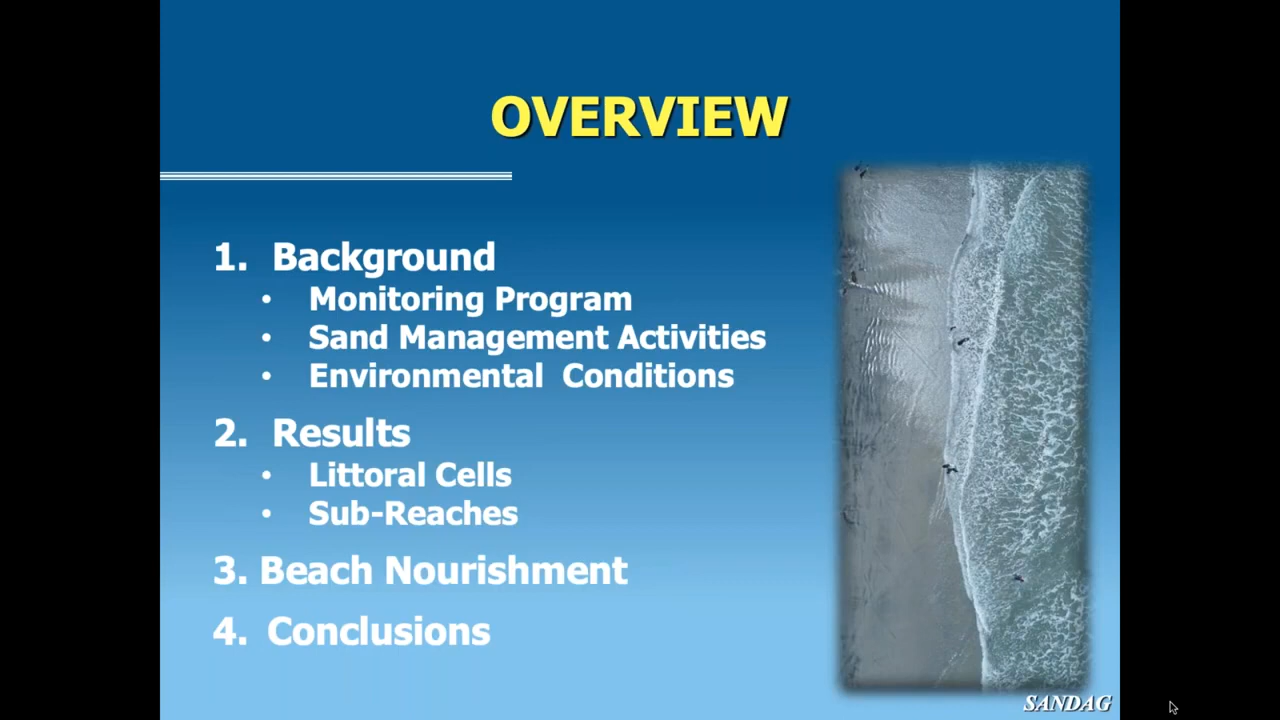 OVERVIEW
1. Background
• Monitoring Program
• Sand Management Activities
• Environmental Conditions
2. Results
• Littoral Cells
• Sub-Reaches
3. Beach Nourishment
4. Conclusions
SANDAG